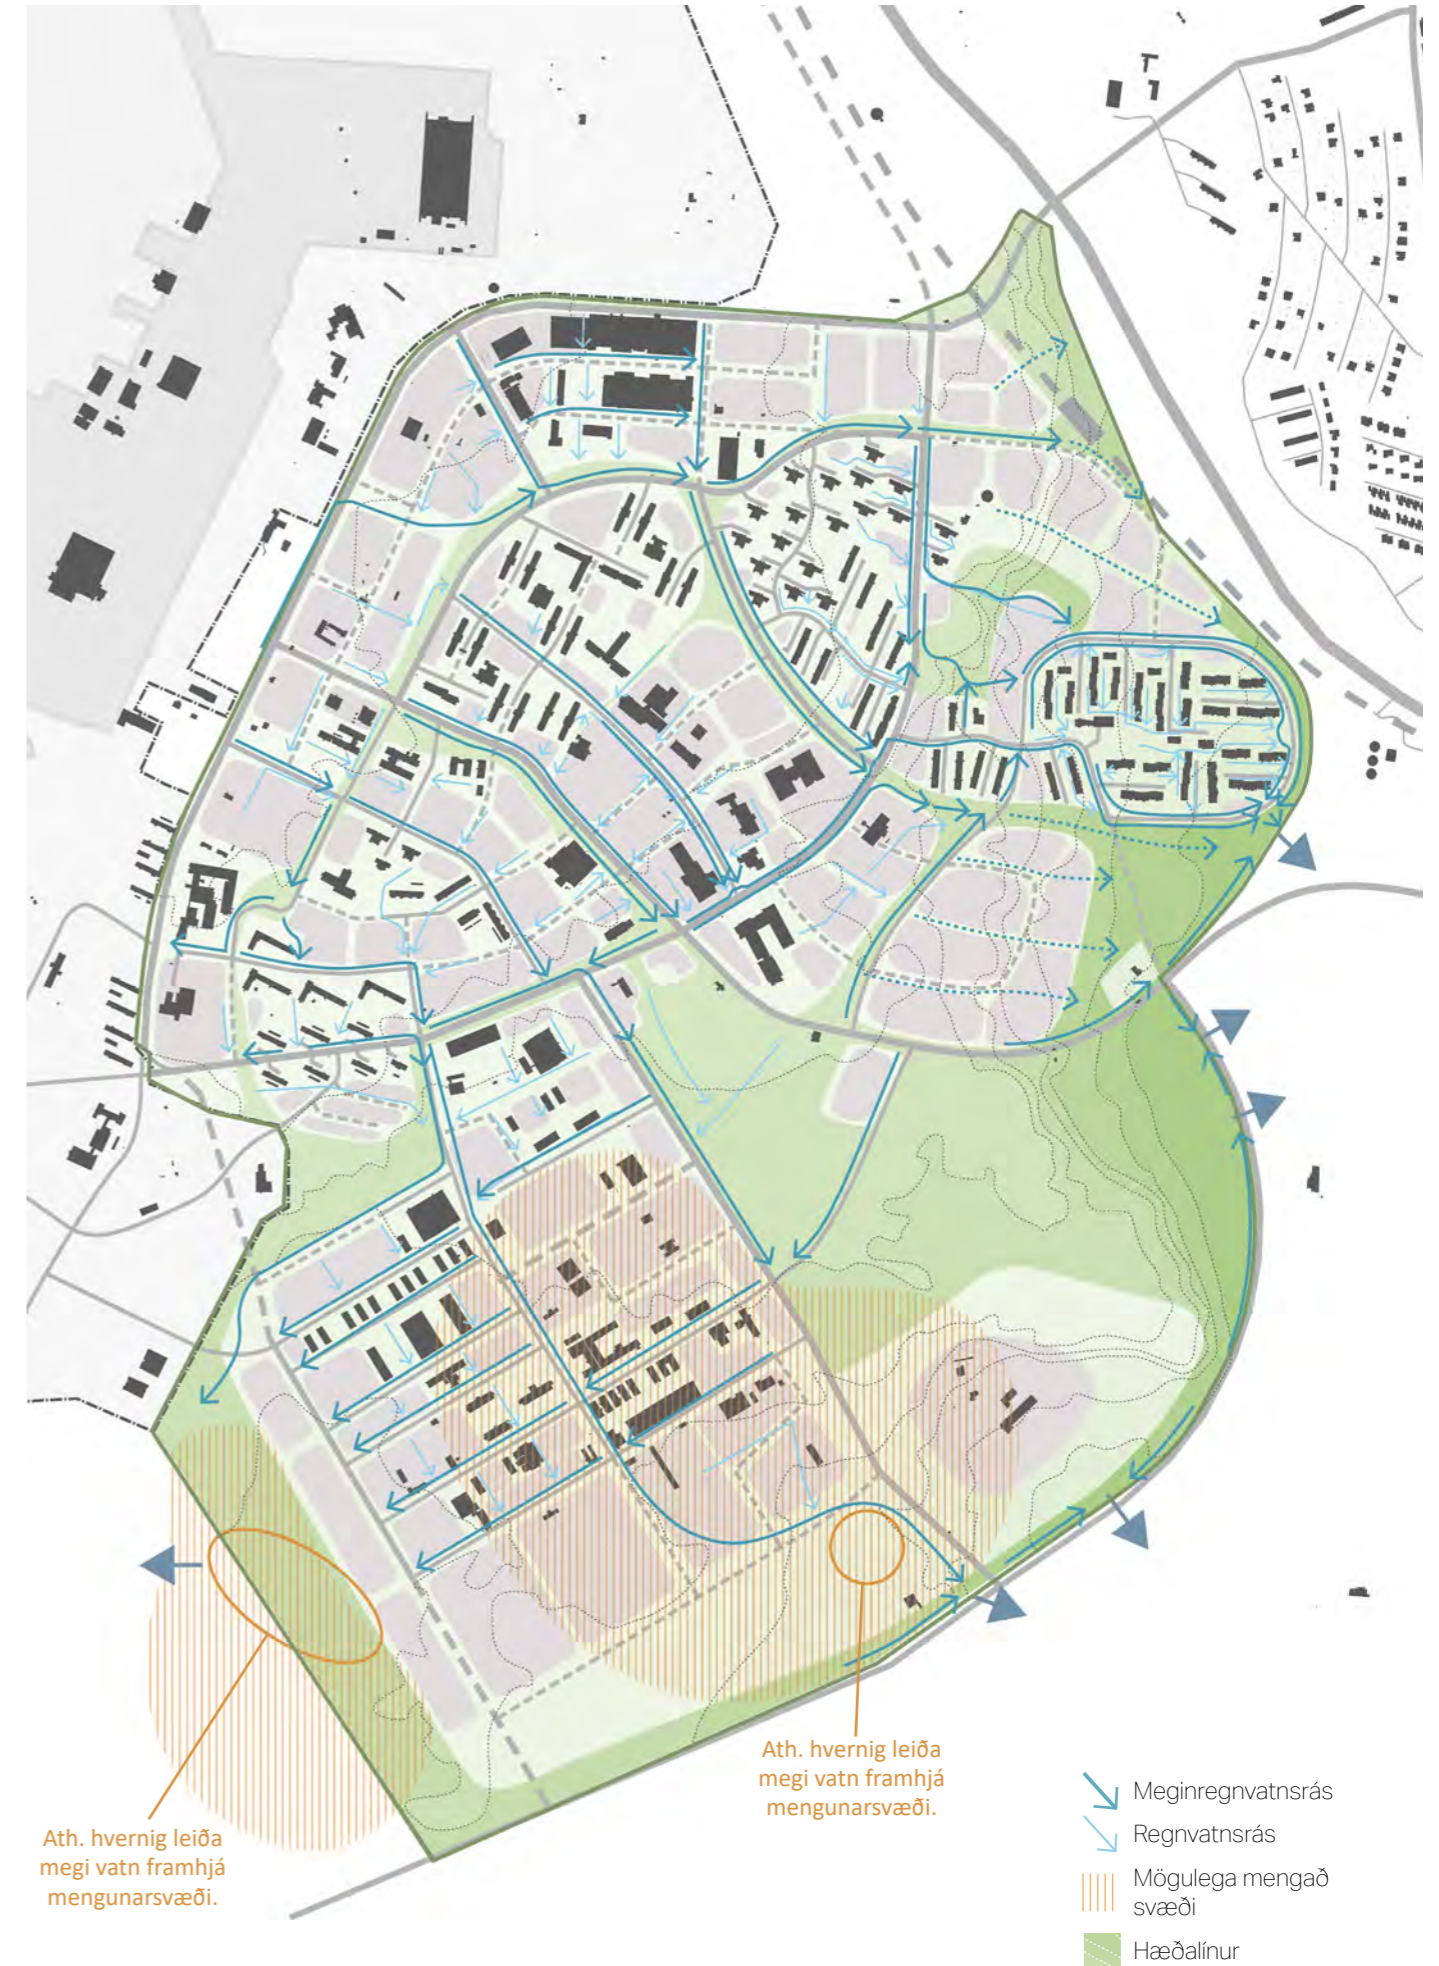 Ath. hvernig leiða
megi vatn framhjá
mengunarsvæði.
Ath. hvernig leiða
megi vatn framhjá
mengunarsvæði.
Meginregnvatnsrás
Regnvatnsrás
Mögulega mengað
svæði
Hæðalínur